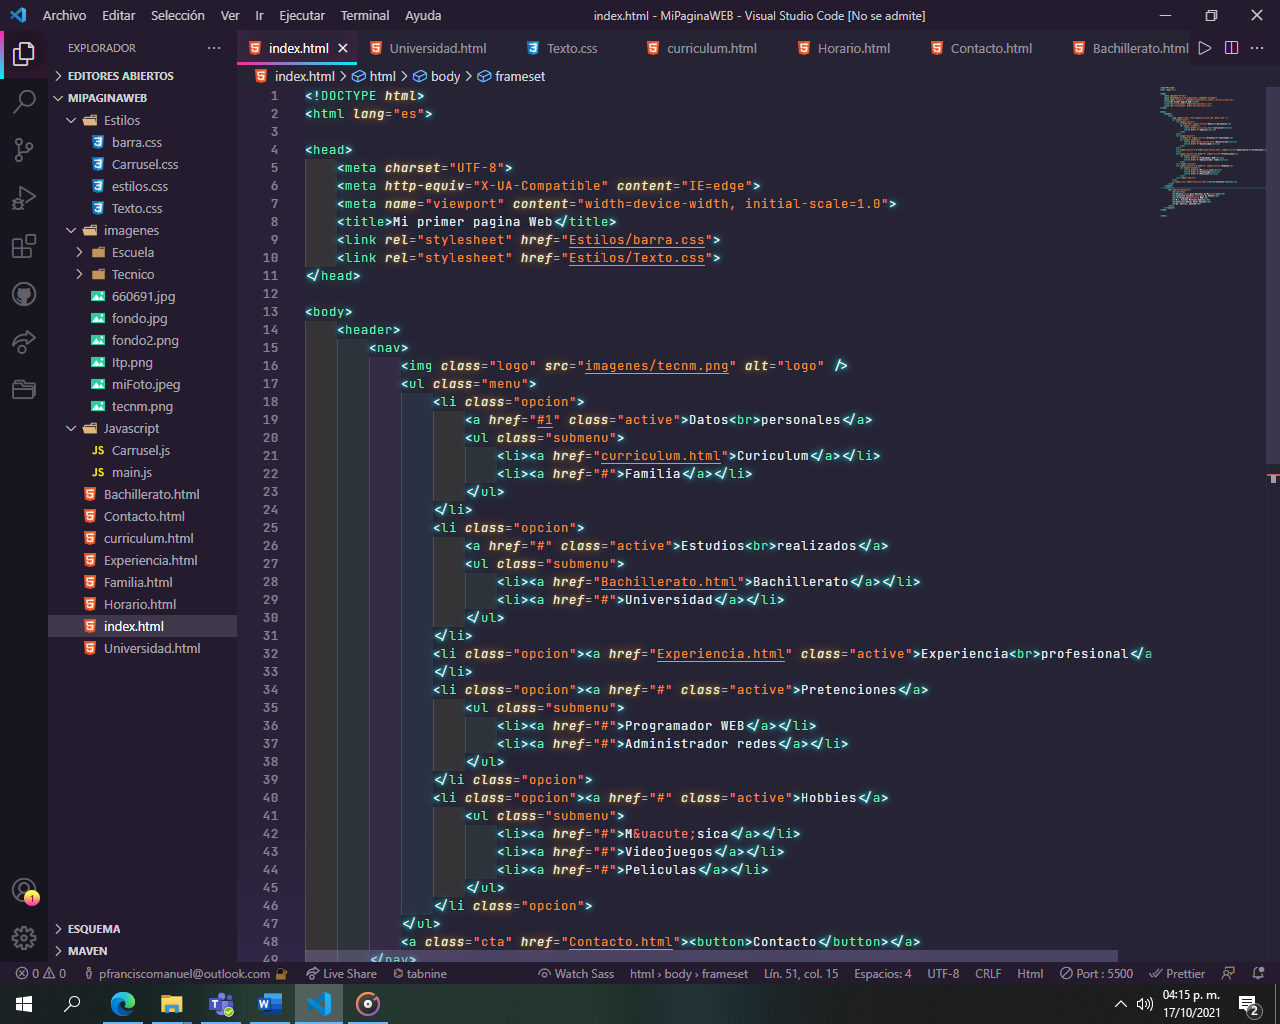 Archivo Editar Selección Ver Ir Ejecutar Terminal Ayuda
index.html - MiPaginaWEB - Visual Studio Code [No se admite]
EXPLORADOR
index.html Universidad.html Texto.css curriculum.html Horario.html Contacto.html Bachillerato.html
EDITORES ABIERTOS
index.html > html > body > frameset
MIPAGINAWEB
Estilos
barra.css
Carrusel.css
estilos.css
Texto.css
imagenes
Escuela
Tecnico
660691.jpg
fondo.jpg
fondo2.png
Itp.png
miFoto.jpeg
tecnm.png
Javascript
JS Carrusel.js
JS main.js
Bachillerato.html
Contacto.html
curriculum.html
Experiencia.html
Familia.html
Horario.html
index.html
Universidad.html
ESQUEMA
MAVEN
1 <!DOCTYPE html>
2 <html lang="es">
3
4 <head>
5 <meta charset="UTF-8">
6 <meta http-equiv="X-UA-Compatible" content="IE=edge">
7 <meta name="viewport" content="width=device-width, initial-scale=1.0">
8 <title>Mi primer pagina Web</title>
9 <link rel="stylesheet" href="Estilos/barra.css">
10 <link rel="stylesheet" href="Estilos/Texto.css">
11 </head>
12
13 <body>
14 <header>
15 <nav>
16 <img class="logo" src="imagenes/tecnm.png" alt="logo" />
17 <ul class="menu">
18 <li class="opcion">
19 <a href="#1" class="active">Datos<br>personales</a>
20 <ul class="submenu">
21 <li><a href="curriculum.html">Curiculum</a></li>
22 <li><a href="#">Familia</a></li>
23 </ul>
24 </li>
25 <li class="opcion">
26 <a href="#" class="active">Estudios<br>realizados</a>
27 <ul class="submenu">
28 <li><a href="Bachillerato.html">Bachillerato</a></li>
29 <li><a href="#">Universidad</a></li>
30 </ul>
31 </li>
32 <li class="opcion"><a href="Experiencia.html" class="active">Experiencia<br>profesional</a
33 </li>
34 <li class="opcion"><a href="#" class="active">Pretenciones</a>
35 <ul class="submenu">
36 <li><a href="#">Programador WEB</a></li>
37 <li><a href="#">Administrador redes</a></li>
38 </ul>
39 </li class="opcion">
40 <li class="opcion"><a href="#" class="active">Hobbies</a>
41 <ul class="submenu">
42 <li><a href="#">M&uacute;sica</a></li>
43 <li><a href="#">Videojuegos</a></li>
44 <li><a href="#">Peliculas</a></li>
45 </ul>
46 </li class="opcion">
47 </ul>
48 <a class="cta" href="Contacto.html"><button>Contacto</button></a>
49 </nav>
1
0 0 pfranciscomanuel@outlook.com Live Share tabnine Watch Sass html > body > frameset Lín. 51, col. 15 Espacios: 4 UTF-8 CRLF Html Port : 5500 Prettier
04:15 p. m.
17/10/2021
2